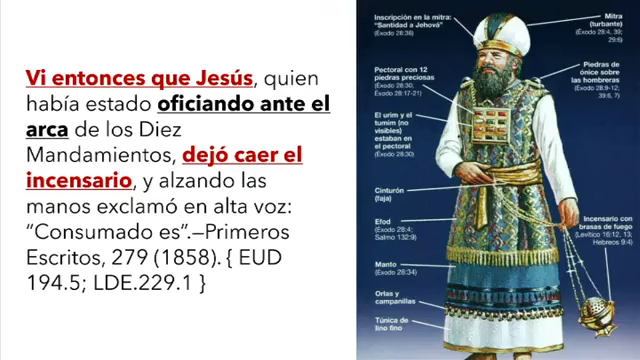 Vi entonces que Jesús, quien
había estado oficiando ante el
arca de los Diez
Mandamientos, dejó caer el
incensario, y alzando las
manos exclamó en alta voz:
“Consumado es”.—Primeros
Escritos, 279 (1858). { EUD
194.5; LDE.229.1 }
Inscripción en la mitra:
"Santidad a Jehová"
(Éxodo 28:36)
Pectoral con 12
piedras preciosas
(Éxodo 28:30,
Éxodo 28:17-21)
El urim y el
tumim (no
visibles)
estaban en
el pectoral
(Éxodo 28:30)
Cinturón
(faja)
Efod
(Éxodo 28:4;
Salmo 132:9)
Manto
(Éxodo 28:34)
Orlas y
campanillas
Túnica de
lino fino
Mitra
(turbante)
(Éxodo 28:4, 39;
29:6)
Piedras de
ónice sobre
las hombreras
(Éxodo 28:9-12;
39:6, 7)
Incensario con
brasas de fuego
(Levítico 16:12, 13;
Hebreos 9:4)